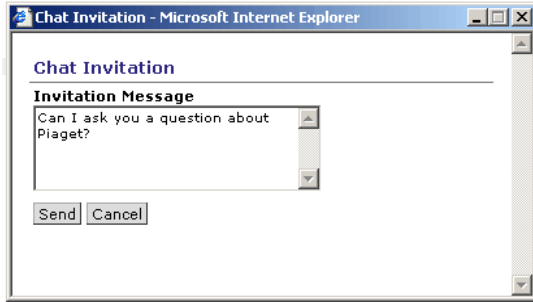 Chat Invitation - Microsoft Internet Explorer
Chat Invitation
Invitation Message
Can I ask you a question about
Piaget?
Send Cancel